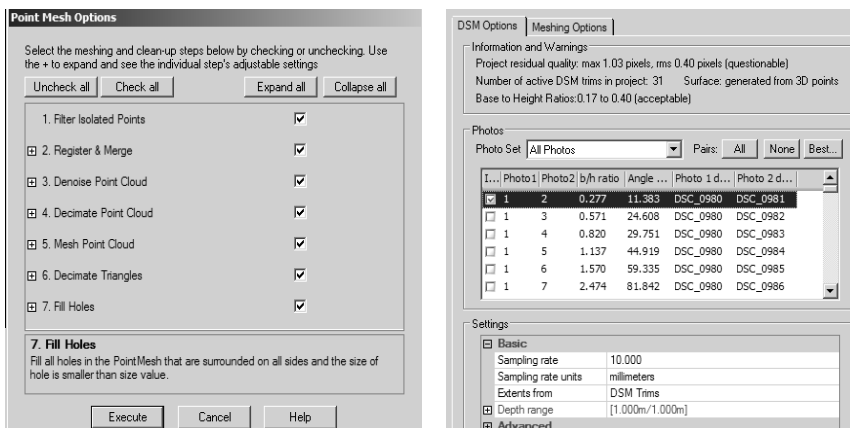 Point Mesh Options
Select the meshing and clean-up steps below by checking or unchecking. Use
the + to expand and see the individual step's adjustable settings
Uncheck all Check all Expand all Collapse all
1. Filter Isolated Points
2. Register & Merge
3. Denoise Point Cloud
4. Decimate Point Cloud
5. Mesh Point Cloud
6. Decimate Triangles
7. Fill Holes
7. Fill Holes
Fill all holes in the PointMesh that are surrounded on all sides and the size of
hole is smaller than size value.
Execute Cancel Help
DSM Options Meshing Options
Information and Warnings
Project residual quality: max 1.03 pixels, rms 0.40 pixels (questionable)
Number of active DSM trims in project: 31 Surface: generated from 3D points
Base to Height Ratios:0.17 to 0.40 (acceptable)
Photos
Photo Set All Photos Pairs: All None Best...
I... Photo1 Photo2 b/h ratio Angle ... Photo 1 d... Photo 2 d...
1 2 0.277 11.383 DSC_0980 DSC_0981
1 3 0.571 24.608 DSC_0980 DSC_0982
1 4 0.820 29.751 DSC_0980 DSC_0983
1 5 1.137 44.919 DSC_0980 DSC_0984
1 6 1.570 59.335 DSC_0980 DSC_0985
1 7 2.474 81.842 DSC_0980 DSC_0986
Settings
Basic
Sampling rate 10.000
Sampling rate units millimeters
Extents from DSM Trims
Depth range [1.000m/1.000m]
Advanced